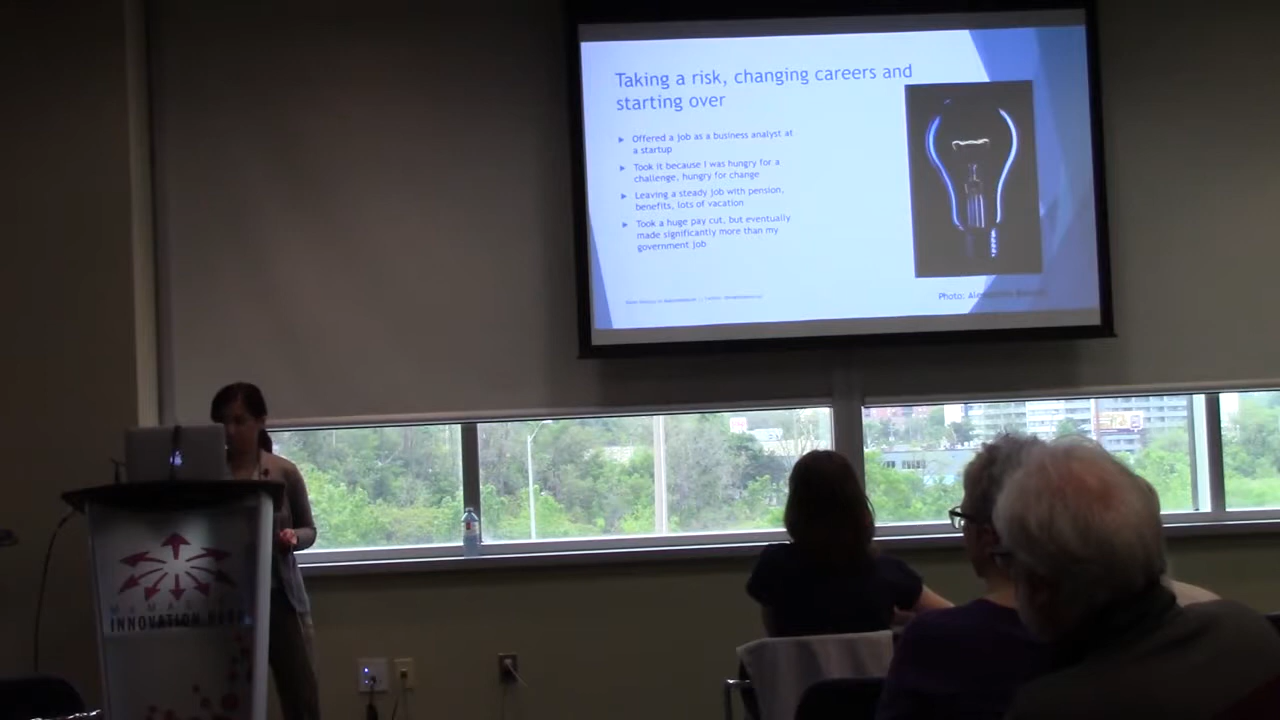 Taking a risk, changing careers and
starting over
Offered a job as a business analyst at
a startup
Took it because I was hungry for a
challenge, hungry for change
Leaving a steady job with pension,
benefits, lots of vacation
Took a huge pay cut, but eventually
made significantly more than my
government job
Photo:
INNOVATION